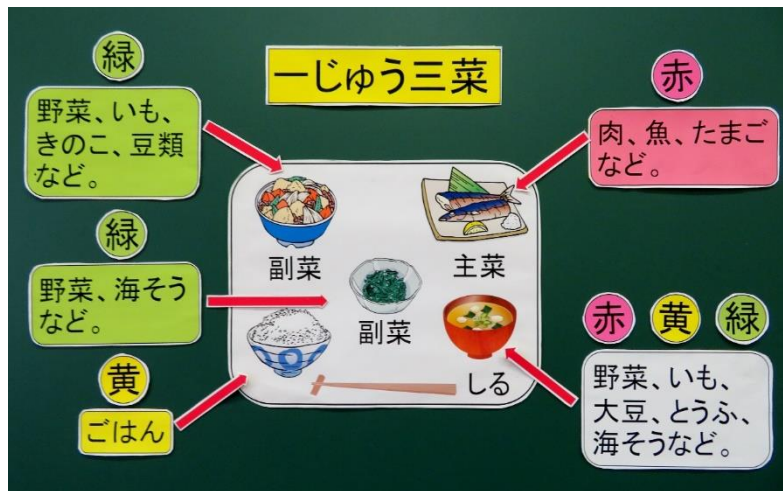 一じゅう三菜
緑
野菜、いも、
きのこ、豆類
など。
赤
肉、魚、たまご
など。
緑
野菜、海そう
など。
副菜
主菜
副菜
しる
黄
ごはん
赤 黄 緑
野菜、いも、
大豆、とうふ、
海そうなど。